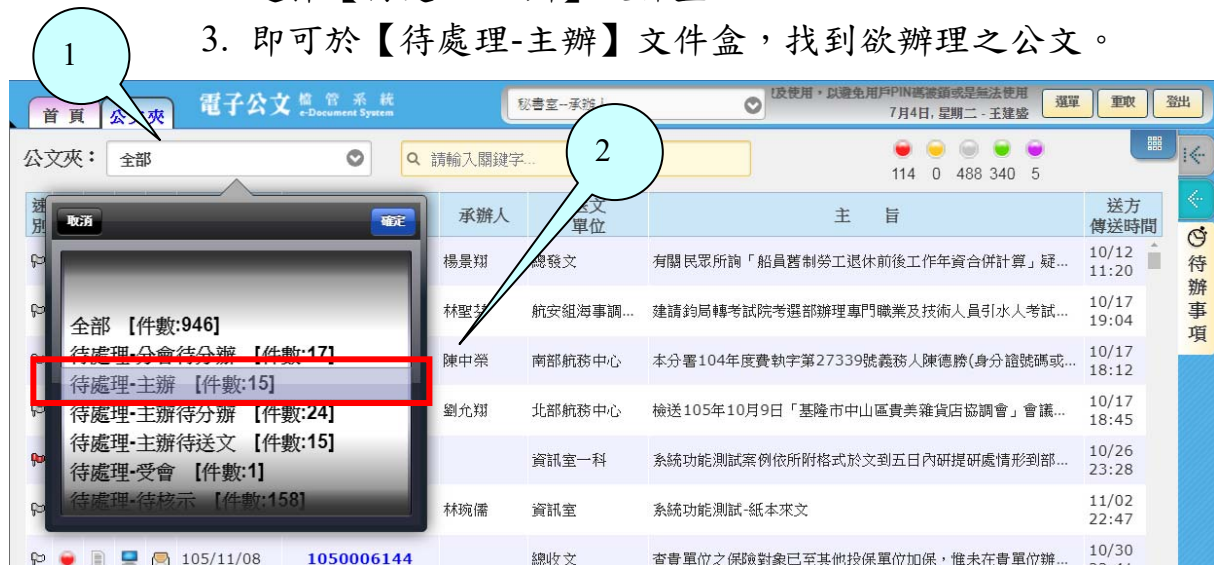 3. 即可於【待處理-主辦】文件盒，找到欲辦理之公文。
1
首 頁
公文夾
電子公文 檔 管 系 統
e-Document System
秘書室--承辦人
7月4日, 星期二 - 王建盛
選單
重取
登出
公文夾：
全部
請輸入關鍵字...
2
114 0 488 340 5
速別
承辦人
送文單位
主 旨
送方傳送時間
取消
確定
全部 【件數:946】
待處理-分會待分辦 【件數:17】
待處理-主辦 【件數:15】
待處理-主辦待分辦 【件數:24】
待處理-主辦待送文 【件數:15】
待處理-受會 【件數:1】
待處理-待核示 【件數:158】
楊景翔 總發文 有關民眾所詢「船員舊制勞工退休前後工作年資合併計算」疑... 10/12 11:20
航安組海事調... 建請鈞局轉考試院考選部辦理專門職業及技術人員引水人考試... 10/17 19:04
陳中榮 南部航務中心 本分署104年度費執字第27339號義務人陳德勝(身分證號碼或... 10/17 18:12
劉允翔 北部航務中心 檢送105年10月9日「基隆市中山區貴美雜貨店協調會」會議... 10/17 18:45
資訊室一科 系統功能測試案例依所附格式於文到五日內研提研處情形到部... 10/26 23:28
林琬儒 資訊室 系統功能測試-紙本來文 11/02 22:47
105/11/08 1050006144 總收文 查貴單位之保險對象已至其他投保單位加保，惟未在貴單位辦... 10/30
待辦事項